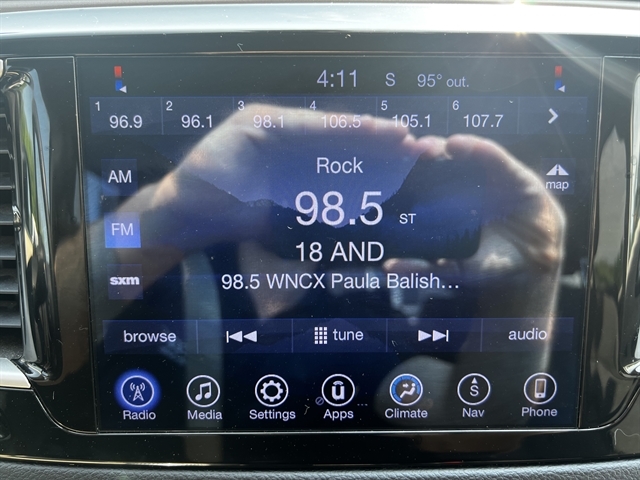 4:11 S 95° out.
1 2 3 4 5 6
96.9 96.1 98.1 106.5 105.1 107.7
Rock
AM
map
98.5 ST
FM
18 AND
sxm
98.5 WNCX Paula Balish...
browse tune audio
Radio Media Settings Apps Climate Nav Phone